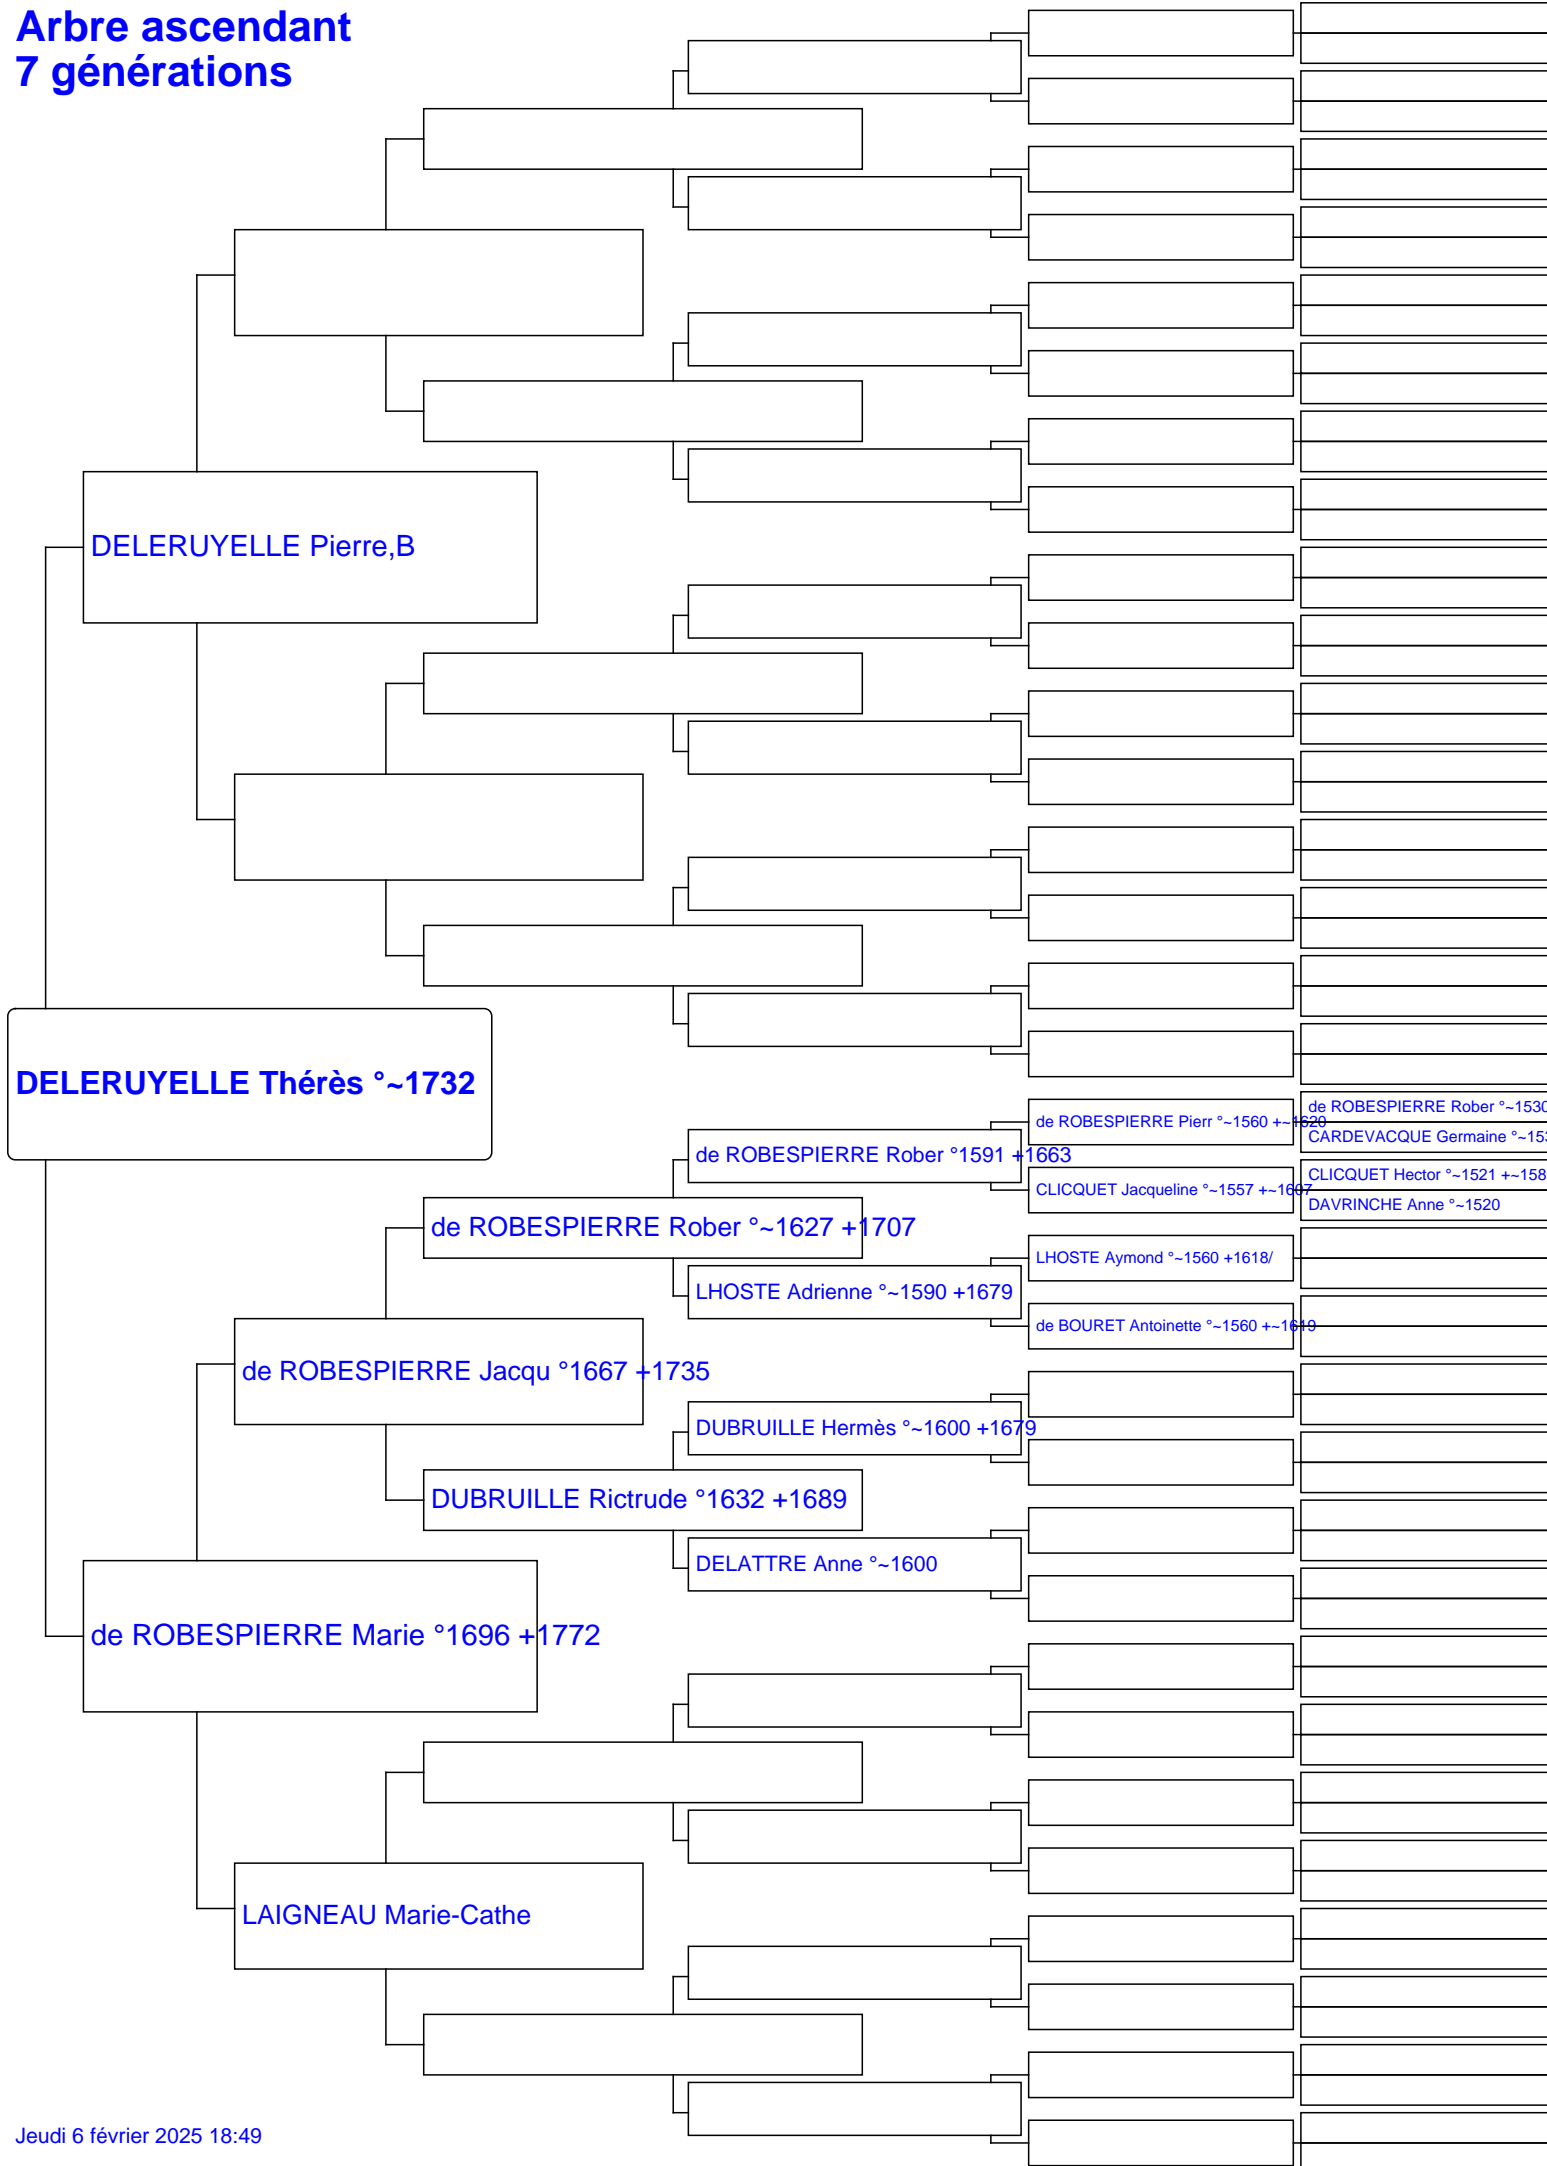 Arbre ascendant
7 générations
DELERUYELLE Pierre,B
DELERUYELLE Thérès °~1732
de ROBESPIERRE Rober °~1530
de ROBESPIERRE Pierr °~1560 +~1620
CARDEVACQUE Germaine °~153
de ROBESPIERRE Rober °1591 +1663
CLICQUET Hector °~1521 +~158
CLICQUET Jacqueline °~1557 +~1607
DAVRINCHE Anne °~1520
de ROBESPIERRE Rober °~1627 +1707
LHOSTE Aymond °~1560 +1618/
LHOSTE Adrienne °~1590 +1679
de BOURET Antoinette °~1560 +~1619
de ROBESPIERRE Jacqu °1667 +1735
DUBRUILLE Hermès °~1600 +1679
DUBRUILLE Rictrude °1632 +1689
DELATTRE Anne °~1600
de ROBESPIERRE Marie °1696 +1772
LAIGNEAU Marie-Cathe
Jeudi 6 février 2025 18:49